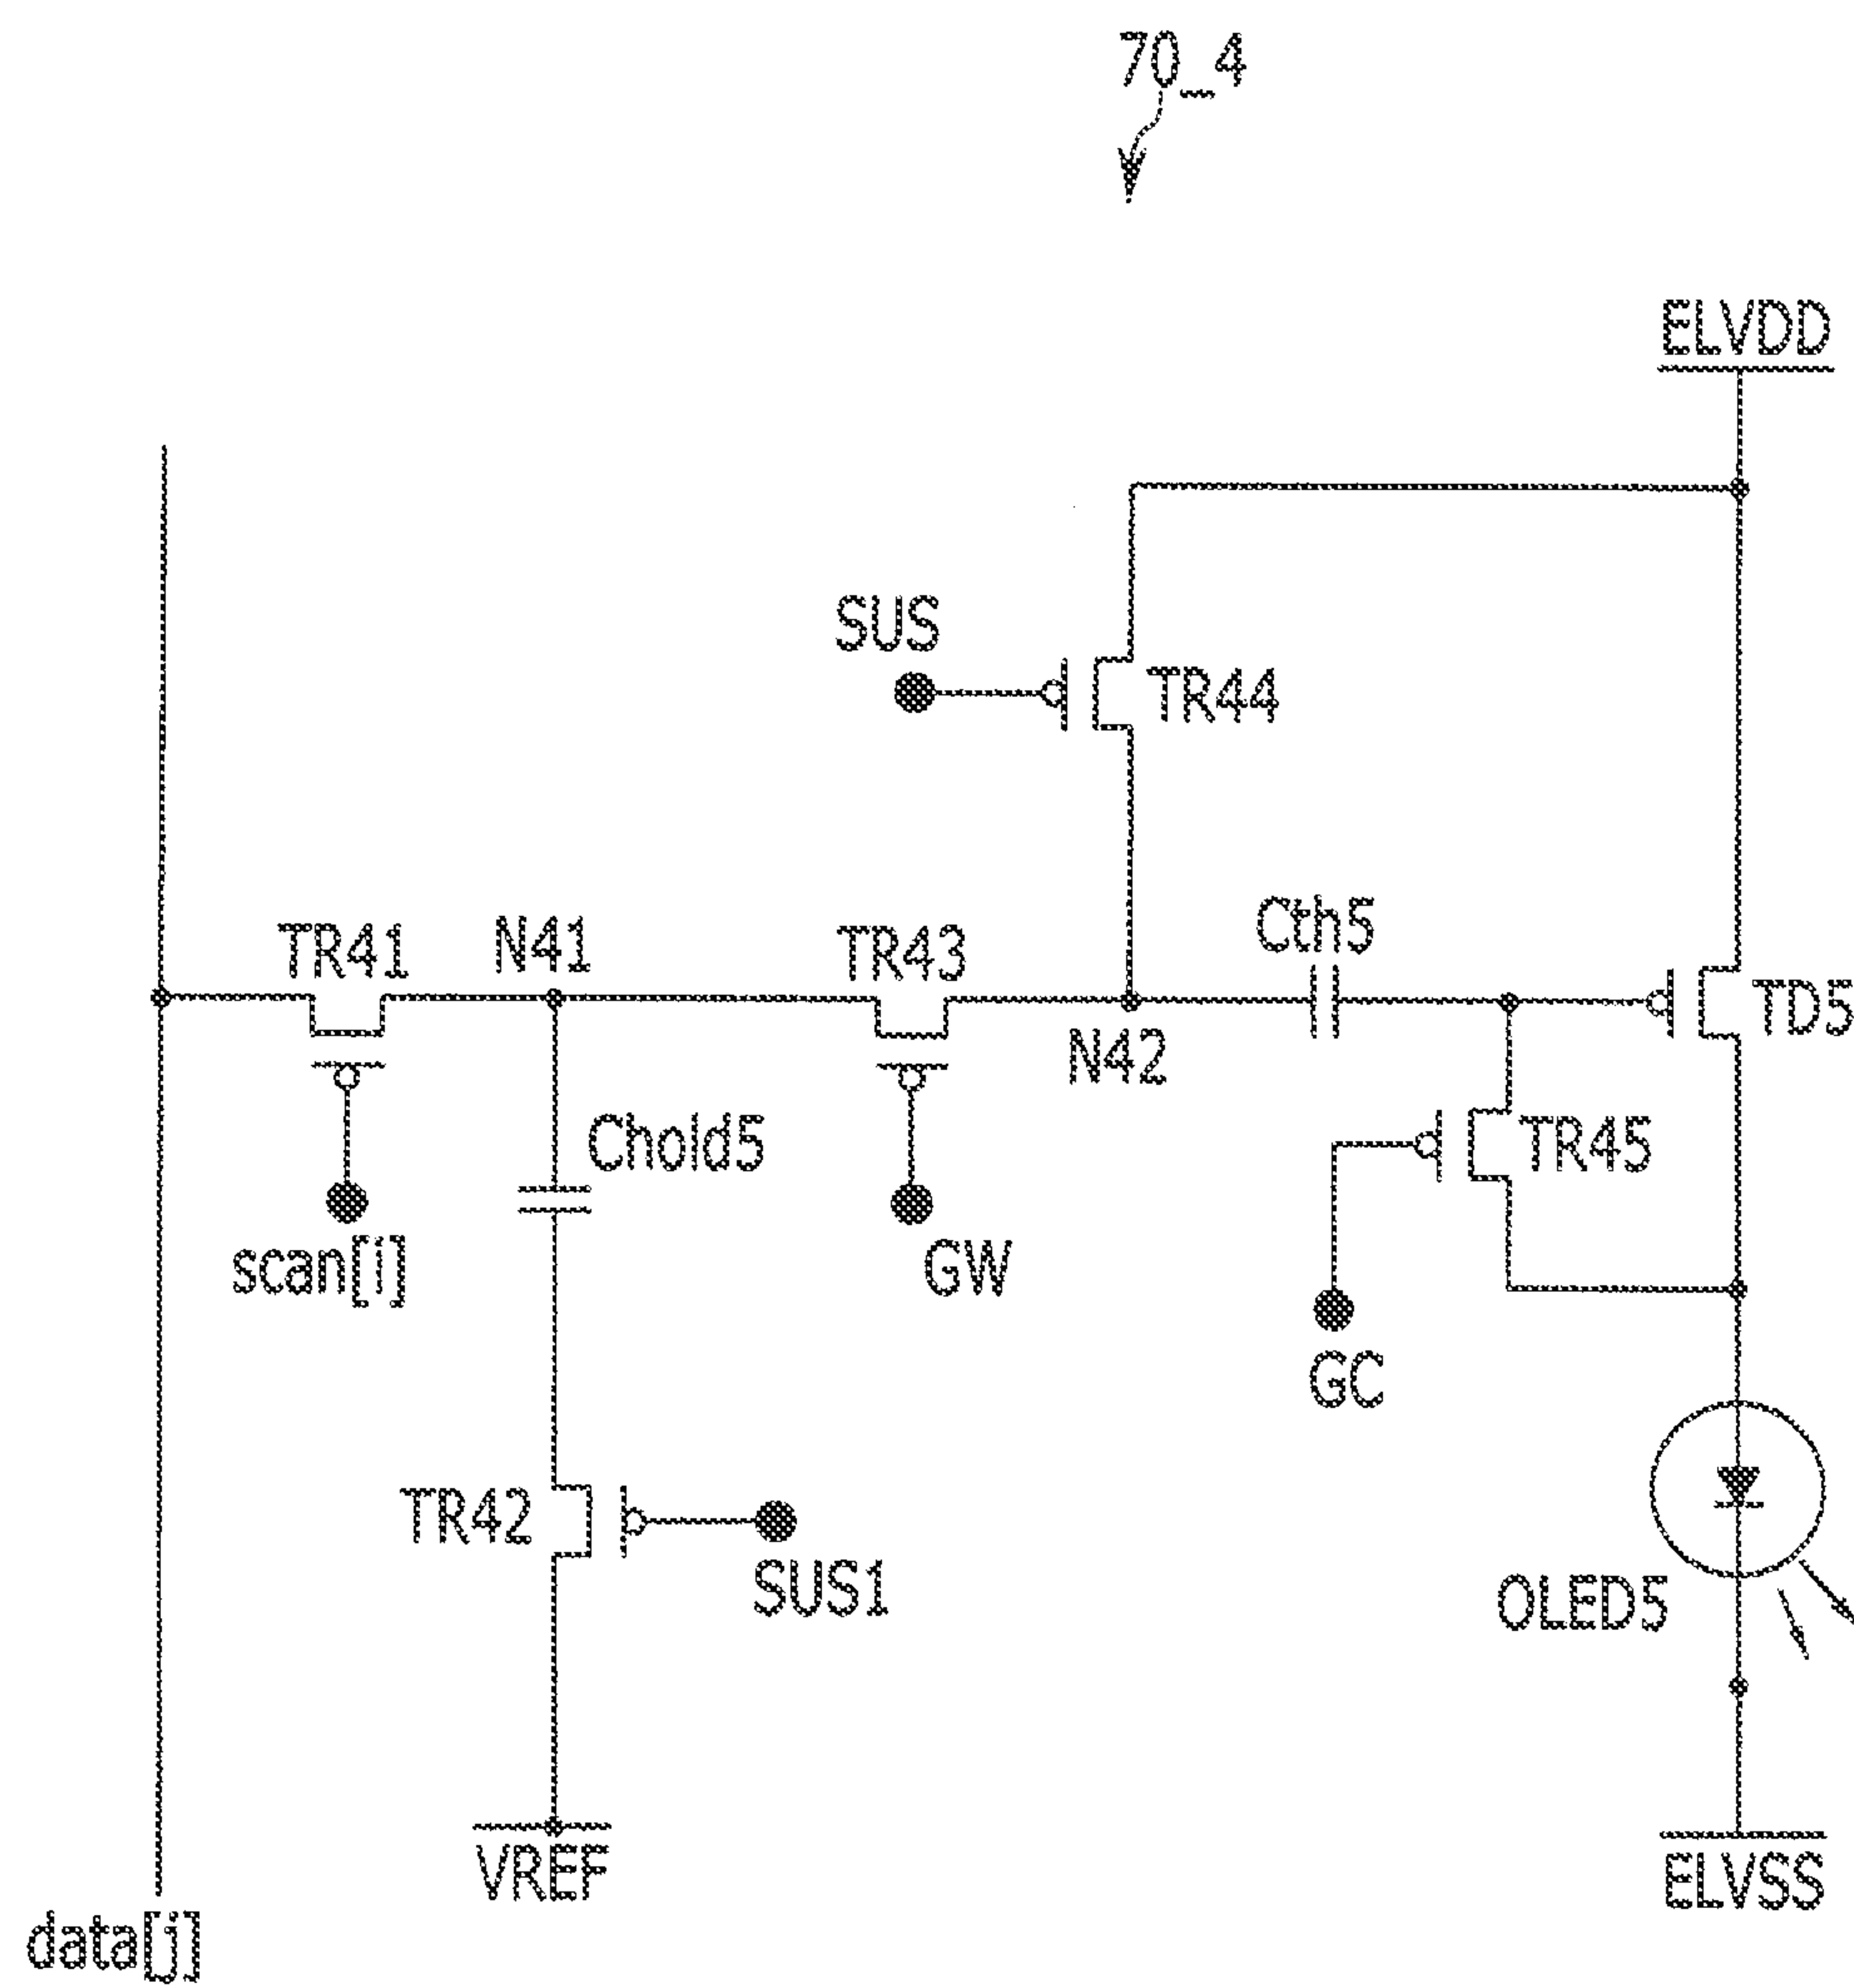 70_4
ELVDD
SUS
TR44
Cth5
TR41
N41
TR43
TD5
N42
Chold5
TR45
scan[i]
GW
GC
TR42
SUS1
OLED5
VREF
ELVSS
data[j]